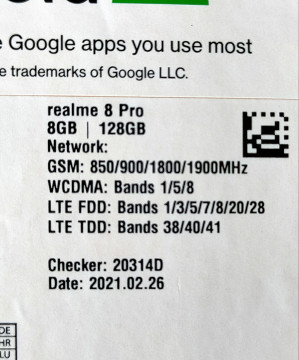 e Google apps you use most
e trademarks of Google LLC.
realme 8 Pro
8GB | 128GB
Network:
GSM: 850/900/1800/1900MHz
WCDMA: Bands 1/5/8
LTE FDD: Bands 1/3/5/7/8/20/28
LTE TDD: Bands 38/40/41
Checker: 20314D
Date: 2021.02.26
DE
HR
LU